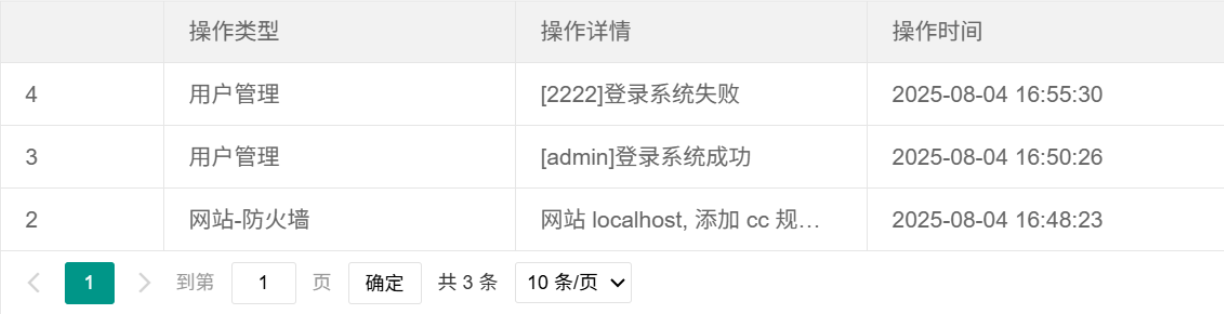 操作类型 操作详情 操作时间
4 用户管理 [2222]登录系统失败 2025-08-04 16:55:30
3 用户管理 [admin]登录系统成功 2025-08-04 16:50:26
2 网站-防火墙 网站 localhost, 添加 cc 规... 2025-08-04 16:48:23
1 到第 1 页 确定 共 3 条 10 条/页